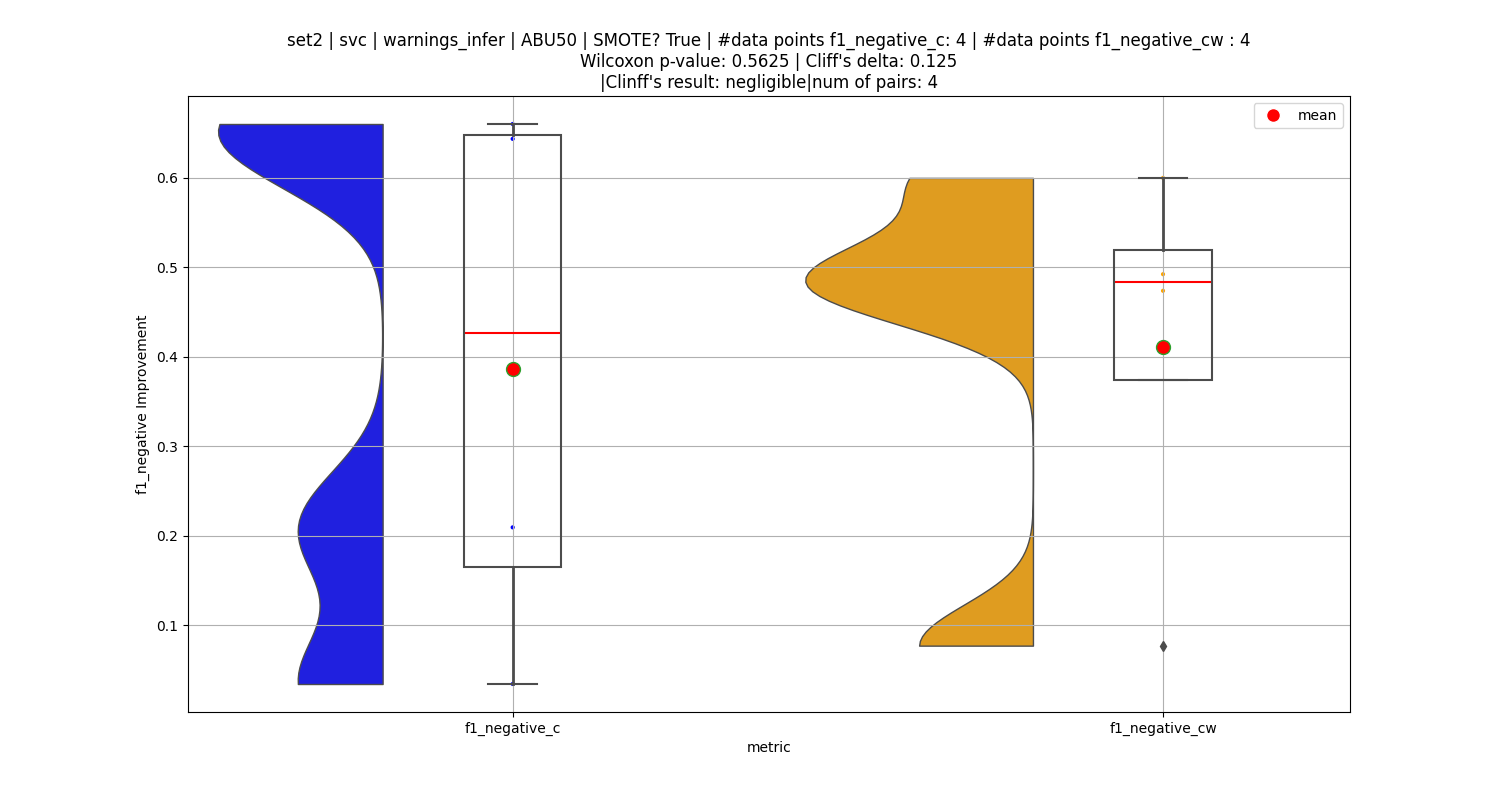 set2 | svc | warnings_infer | ABU50 | SMOTE? True | #data points f1_negative_c: 4 | #data points f1_negative_cw : 4
Wilcoxon p-value: 0.5625 | Cliff's delta: 0.125
|Clinff's result: negligible|num of pairs: 4
mean
0.6
0.5
0.4
0.3
0.2
0.1
f1_negative Improvement
f1_negative_c
f1_negative_cw
metric